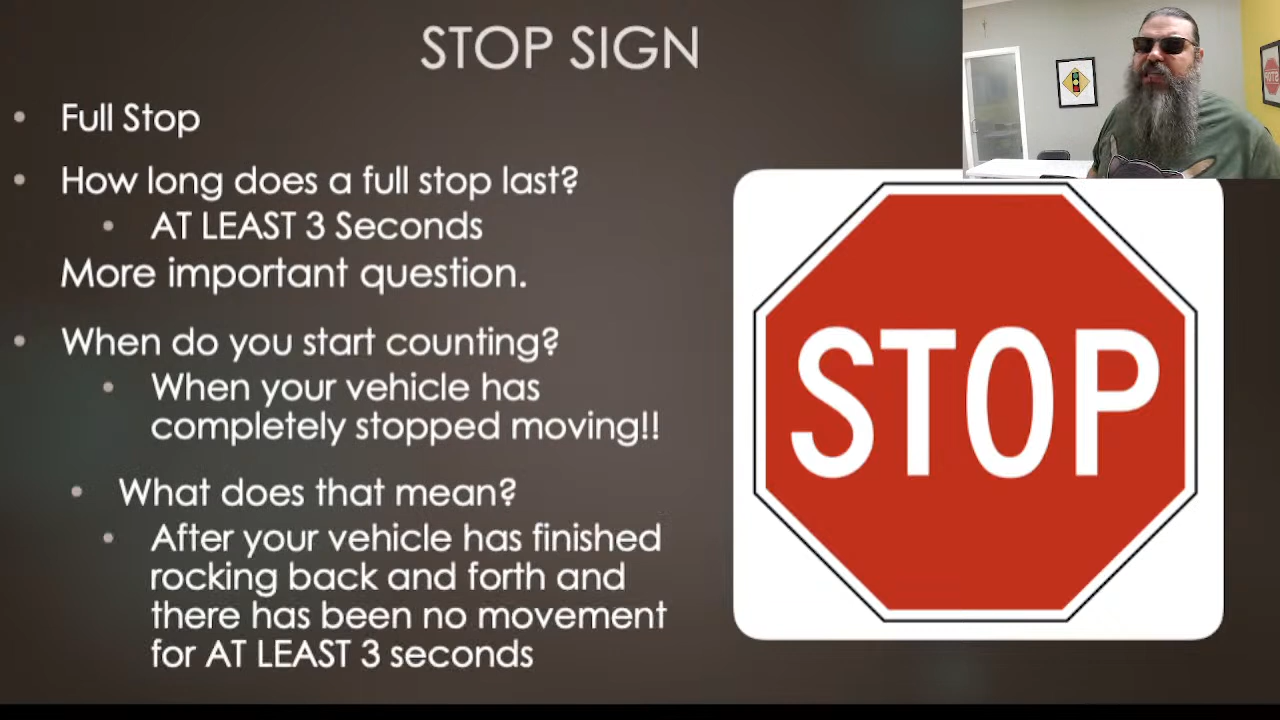 STOP SIGN
• Full Stop
• How long does a full stop last?
• AT LEAST 3 Seconds
More important question.
• When do you start counting?
• When your vehicle has
completely stopped moving!!
• What does that mean?
• After your vehicle has finished
rocking back and forth and
there has been no movement
for AT LEAST 3 seconds
STOP